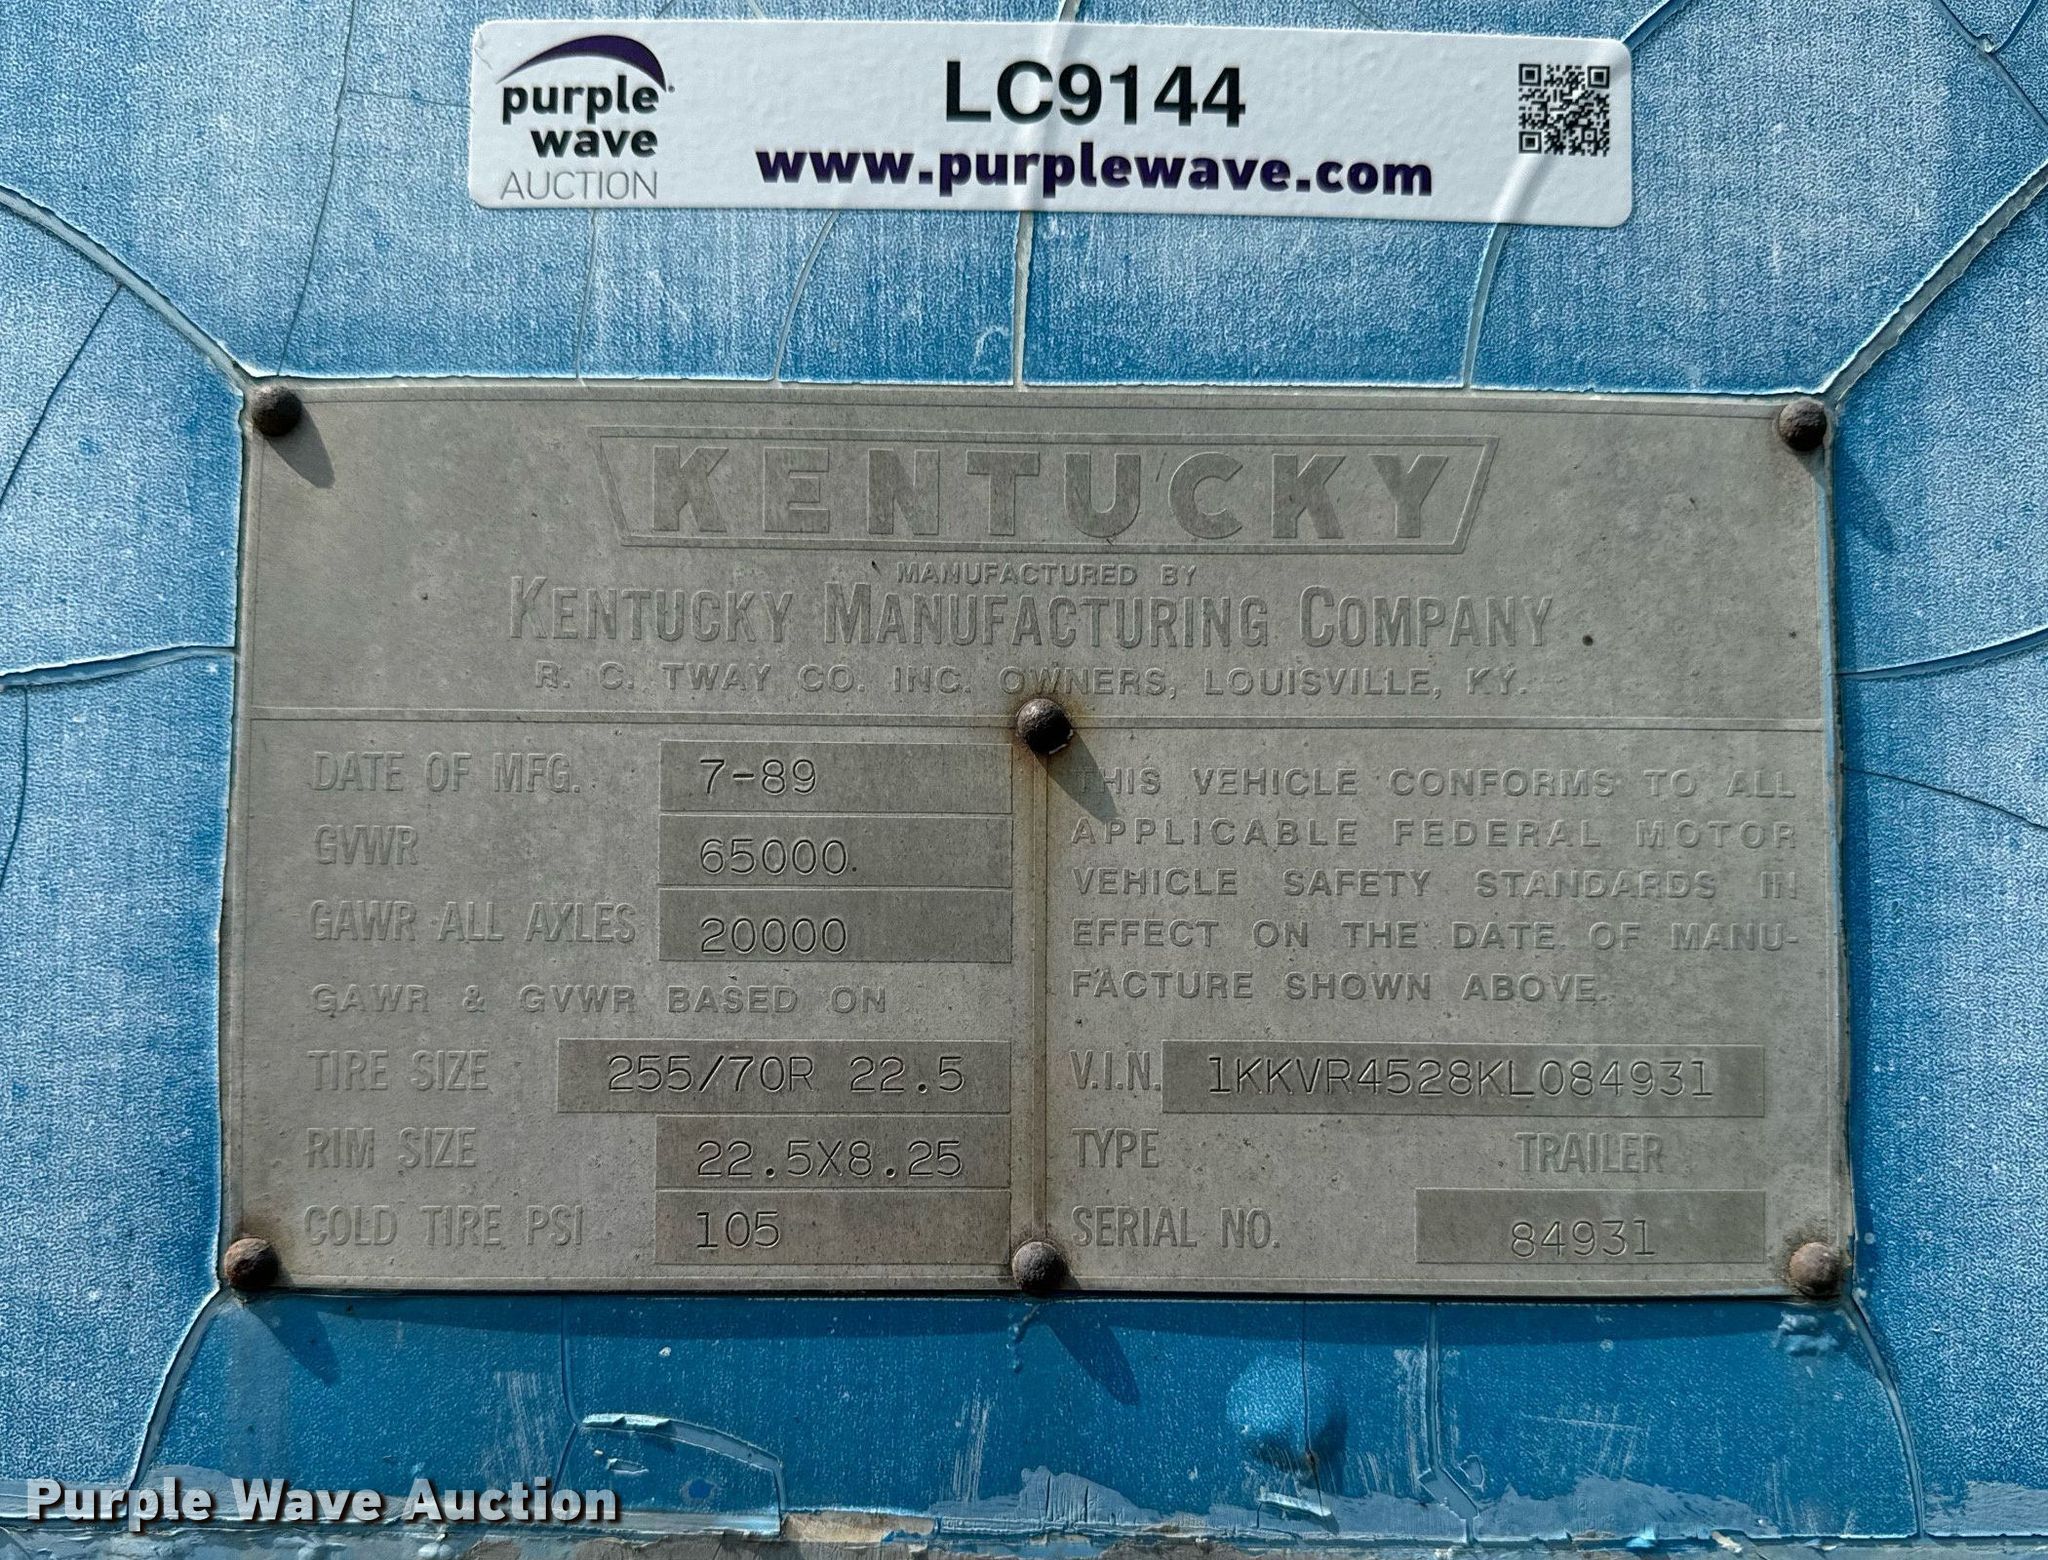 purple
wave
AUCTION
LC9144
www.purplewave.com
KENTUCKY
MANUFACTURED BY
KENTUCKY MANUFACTURING COMPANY
R. C. TWAY CO. INC. OWNERS, LOUISVILLE, KY.
DATE OF MFG. 7-89
GVWR 65000
GAWR ALL AXLES 20000
GAWR & GVWR BASED ON
TIRE SIZE 255/70R 22.5
RIM SIZE 22.5X8.25
COLD TIRE PSI 105
THIS VEHICLE CONFORMS TO ALL
APPLICABLE FEDERAL MOTOR
VEHICLE SAFETY STANDARDS IN
EFFECT ON THE DATE OF MANU-
FACTURE SHOWN ABOVE.
V.I.N. 1KKVR4528KL084931
TYPE TRAILER
SERIAL NO. 84931
Purple Wave Auction